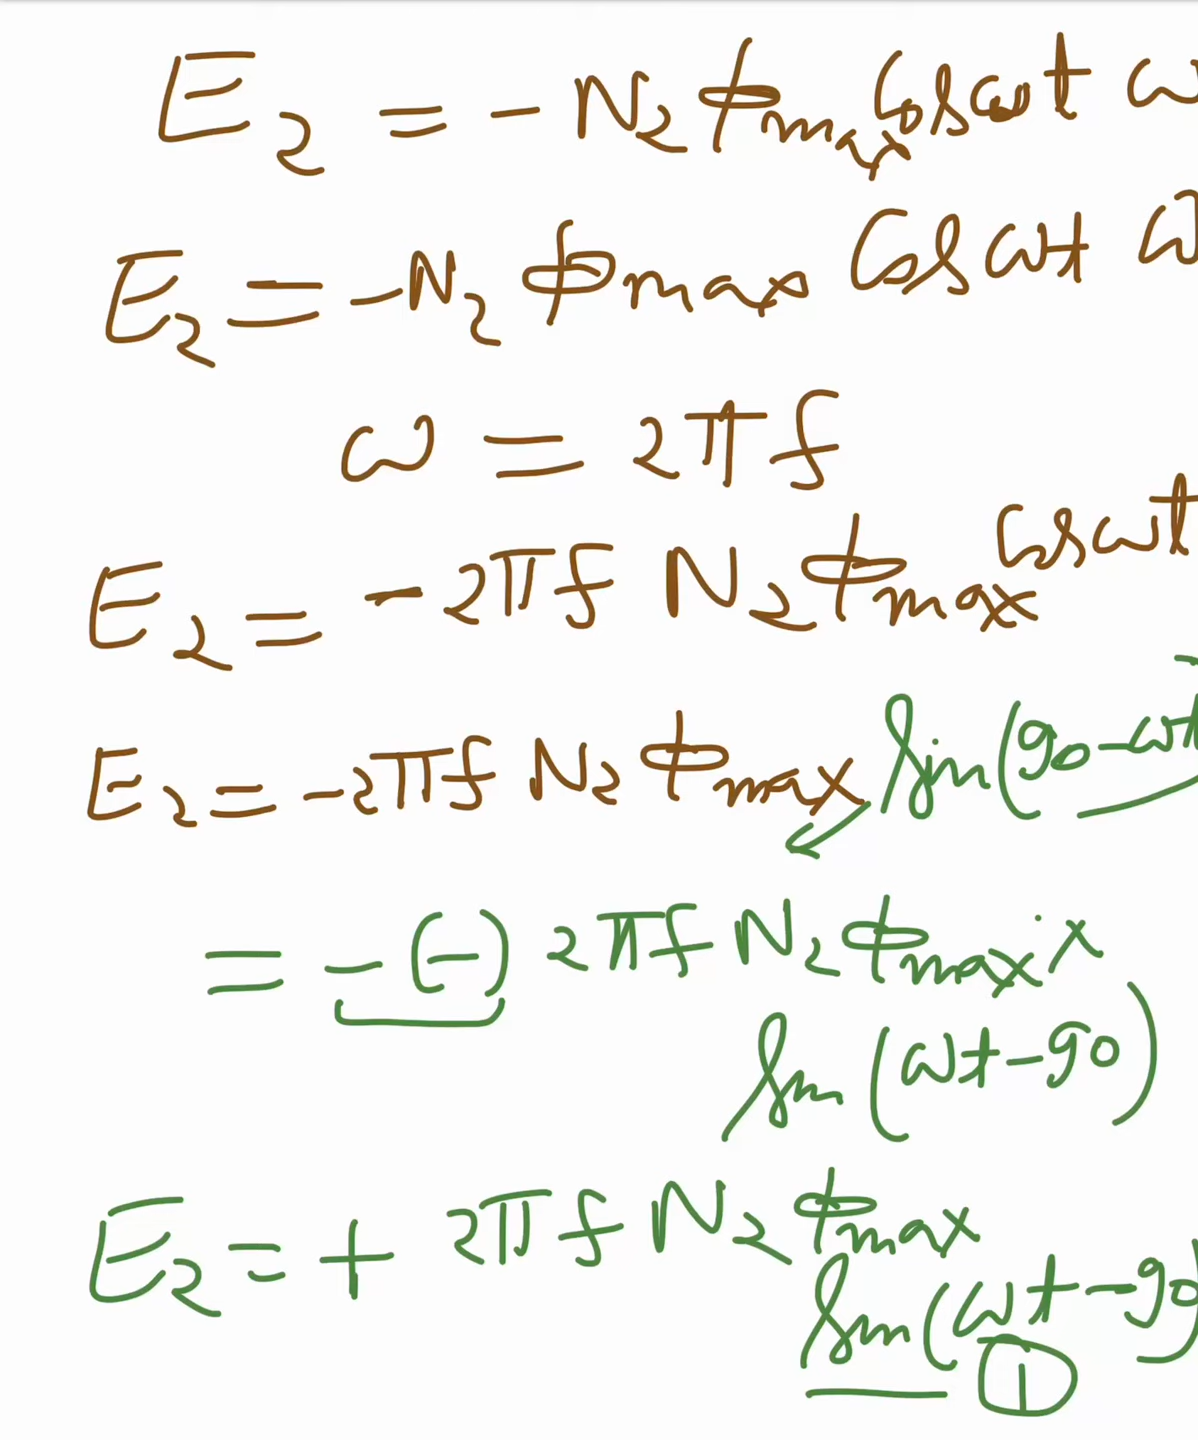 E₂ = - N₂ ϕmax Cos ωt ω
E₂ = - N₂ ϕmax Cos ωt ω
ω = 2πf
E₂ = - 2πf N₂ ϕmax Cos ωt
E₂ = - 2πf N₂ ϕmax Sin(90-ωt
= - (-) 2πf N₂ ϕmax x
Sin (ωt-90)
E₂ = + 2πf N₂ ϕmax
Sin(ωt-90)
1